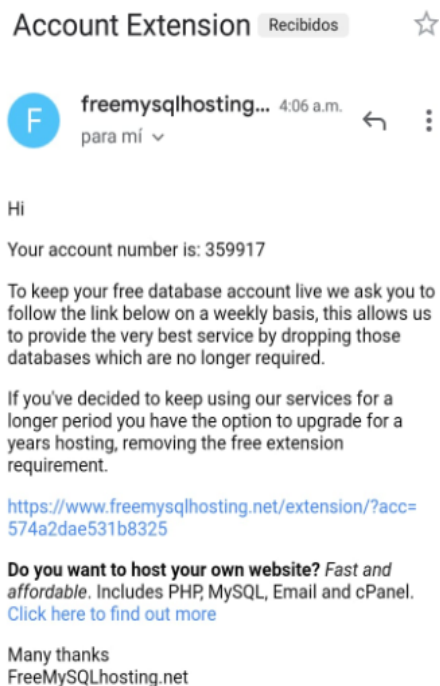 Account Extension Recibidos
F
freemysqlhosting... 4:06 a.m.
para mí
Hi
Your account number is: 359917
To keep your free database account live we ask you to
follow the link below on a weekly basis, this allows us
to provide the very best service by dropping those
databases which are no longer required.
If you've decided to keep using our services for a
longer period you have the option to upgrade for a
years hosting, removing the free extension
requirement.
https://www.freemysqlhosting.net/extension/?acc=
574a2dae531b8325
Do you want to host your own website? Fast and
affordable. Includes PHP, MySQL, Email and cPanel.
Click here to find out more
Many thanks
FreeMySQLhosting.net